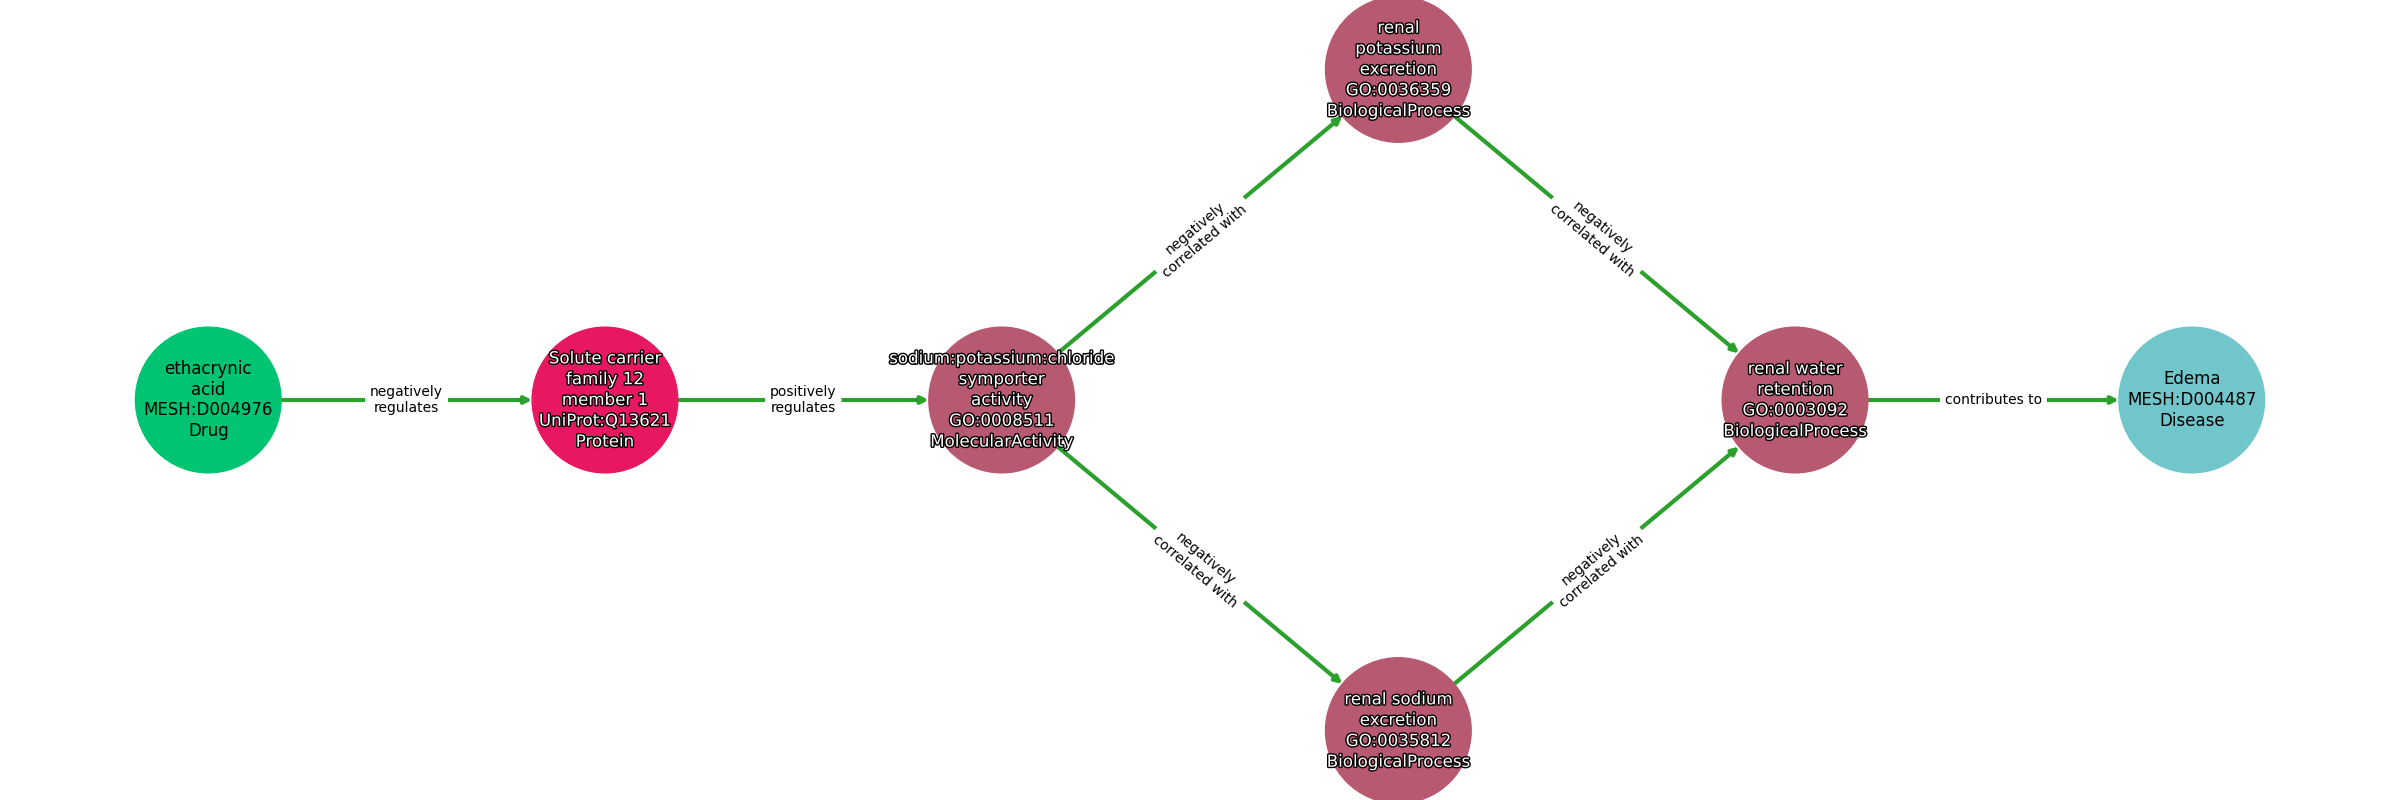 ethacrynic
acid
MESH:D004976
Drug
negatively
regulates
Solute carrier
family 12
member 1
UniProt:Q13621
Protein
positively
regulates
sodium:potassium:chloride
symporter
activity
GO:0008511
MolecularActivity
negatively
correlated with
renal
potassium
excretion
GO:0036359
BiologicalProcess
negatively
correlated with
negatively
correlated with
renal sodium
excretion
GO:0035812
BiologicalProcess
negatively
correlated with
renal water
retention
GO:0003092
BiologicalProcess
contributes to
Edema
MESH:D004487
Disease